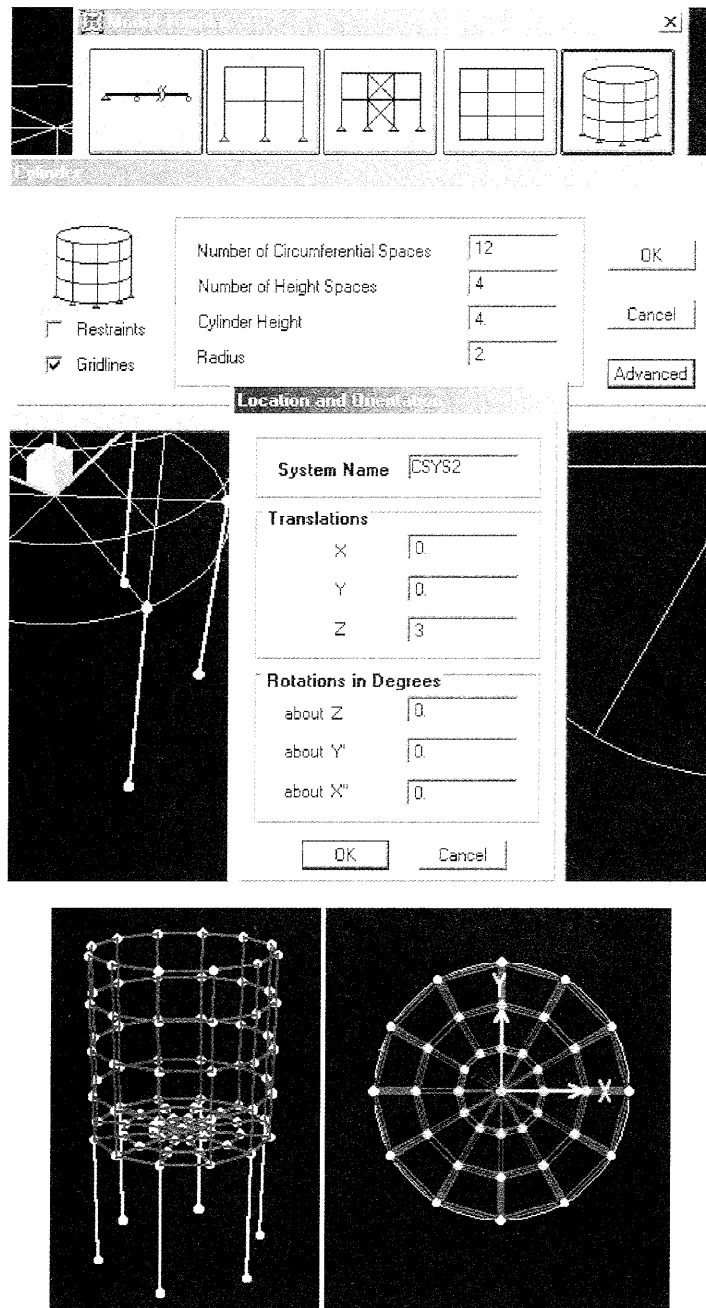 Cylinder
Number of Circumferential Spaces 12
Number of Height Spaces 4
Cylinder Height 4.
Radius 2.
Restraints
Gridlines
OK
Cancel
Advanced
Location and Orientation
System Name CSYS2
Translations
X 0.
Y 0.
Z 3
Rotations in Degrees
about Z 0.
about Y' 0.
about X'' 0.
OK Cancel
Y
X